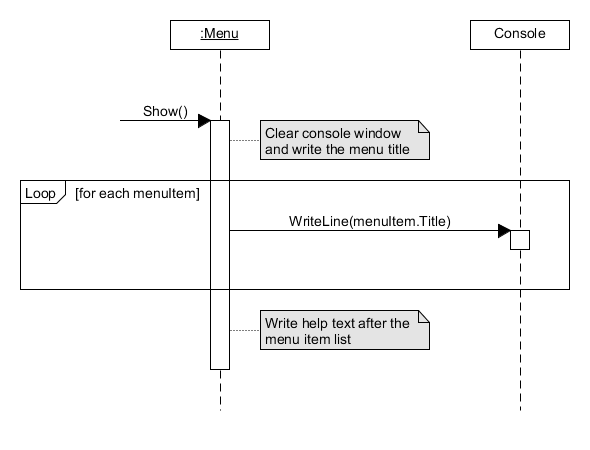 :Menu
Console
Show()
Clear console window
and write the menu title
Loop
[for each menuItem]
WriteLine(menuItem.Title)
Write help text after the
menu item list